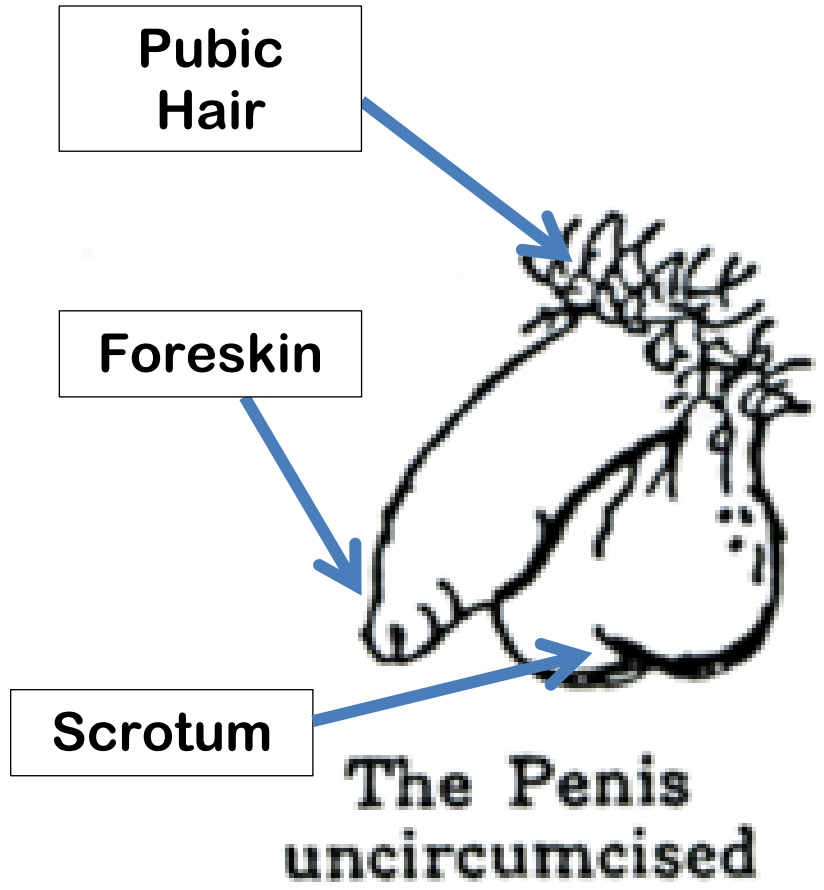 Pubic
Hair
Foreskin
Scrotum
The Penis
uncircumcised